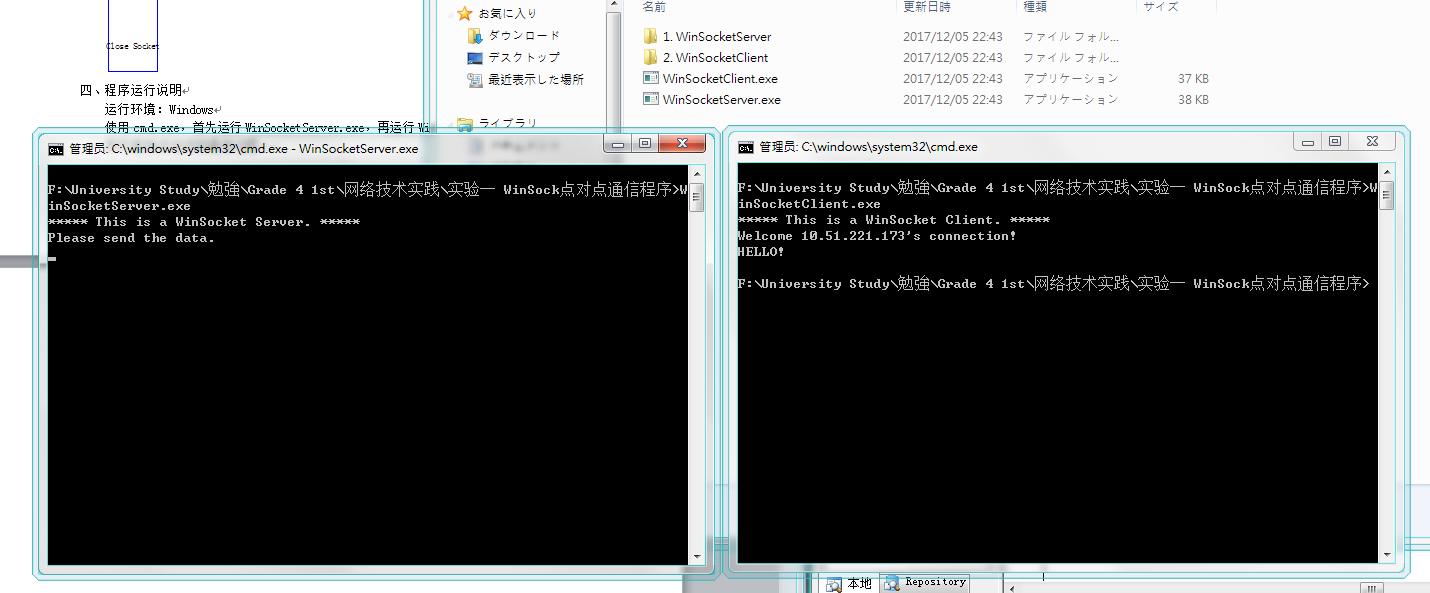 Close Socket
四、程序运行说明
运行环境：Windows
使用 cmd.exe，首先运行 WinSocketServer.exe，再运行 Wi
お気に入り
ダウンロード
デスクトップ
最近表示した場所
ライブラリ
名前 更新日時 種類 サイズ
1. WinSocketServer 2017/12/05 22:43 ファイル フォル...
2. WinSocketClient 2017/12/05 22:43 ファイル フォル...
WinSocketClient.exe 2017/12/05 22:43 アプリケーション 37 KB
WinSocketServer.exe 2017/12/05 22:43 アプリケーション 38 KB
管理员: C:\windows\system32\cmd.exe - WinSocketServer.exe
F:\University Study\勉強\Grade 4 1st\网络技术实践\实验一 WinSock点对点通信程序>W
inSocketServer.exe
***** This is a WinSocket Server. *****
Please send the data.
管理员: C:\windows\system32\cmd.exe
F:\University Study\勉強\Grade 4 1st\网络技术实践\实验一 WinSock点对点通信程序>W
inSocketClient.exe
***** This is a WinSocket Client. *****
Welcome 10.51.221.173's connection!
HELLO!
F:\University Study\勉強\Grade 4 1st\网络技术实践\实验一 WinSock点对点通信程序>
本地 Repository